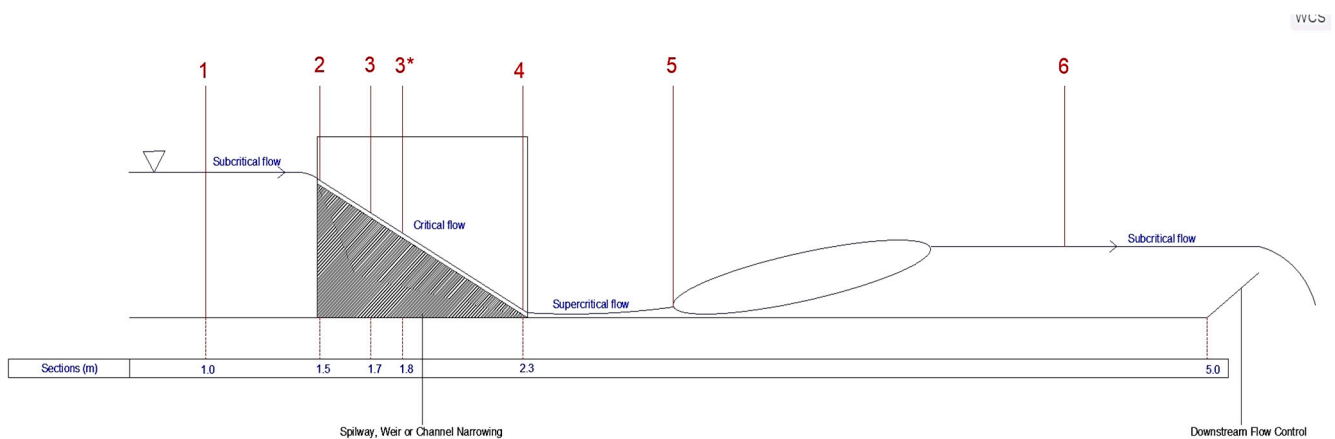 WCS
1 2 3 3* 4 5 6
Subcritical flow
Critical flow
Subcritical flow
Supercritical flow
Sections (m) 1.0 1.5 1.7 1.8 2.3 5.0
Spilway, Weir or Channel Narrowing
Downstream Flow Control